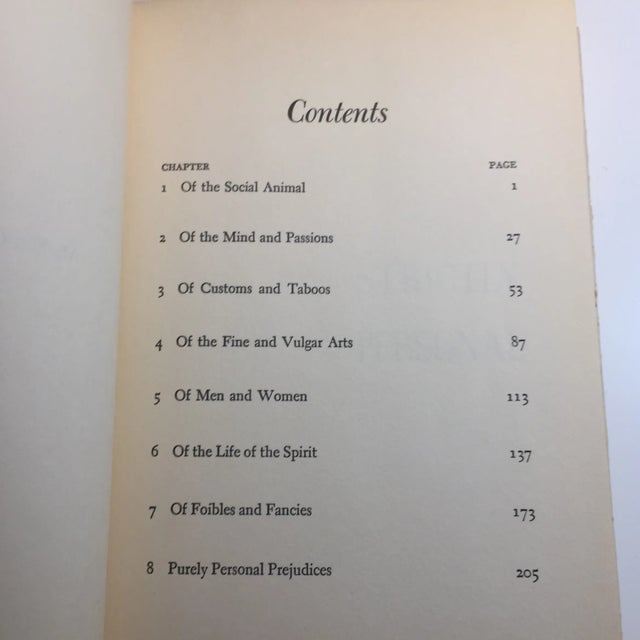 Contents
CHAPTER PAGE
1 Of the Social Animal 1
2 Of the Mind and Passions 27
3 Of Customs and Taboos 53
4 Of the Fine and Vulgar Arts 87
5 Of Men and Women 113
6 Of the Life of the Spirit 137
7 Of Foibles and Fancies 173
8 Purely Personal Prejudices 205